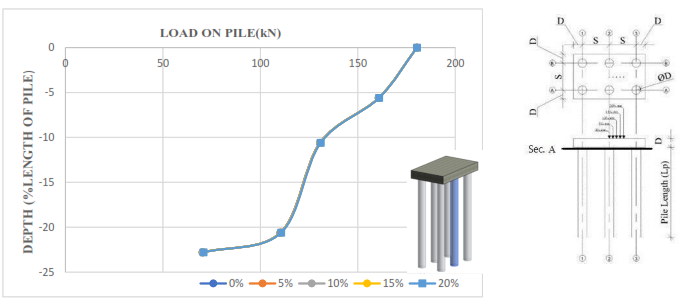 LOAD ON PILE(kN)
0 50 100 150 200
0
-5
-10
-15
-20
-25
DEPTH (%LENGTH OF PILE)
0% 5% 10% 15% 20%
D D
S S
D
S
D
ØD
Sec. A
D
Pile Length (Lp)